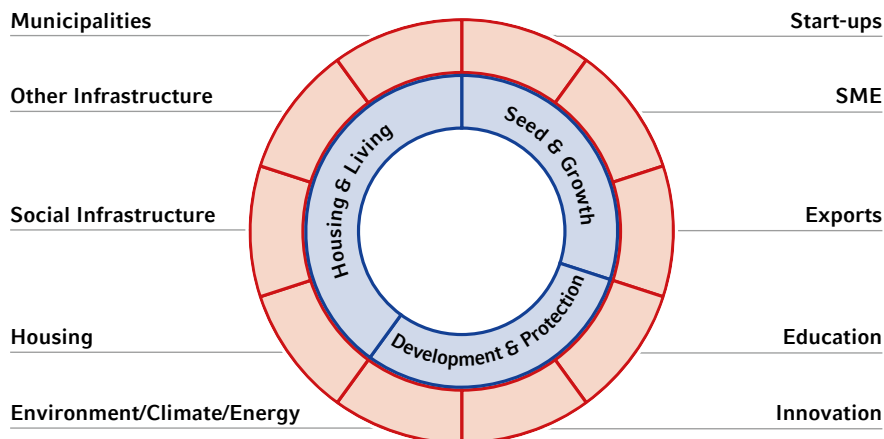 Municipalities
Start-ups
Other Infrastructure
SME
Seed & Growth
Housing & Living
Social Infrastructure
Exports
Development & Protection
Housing
Education
Environment/Climate/Energy
Innovation